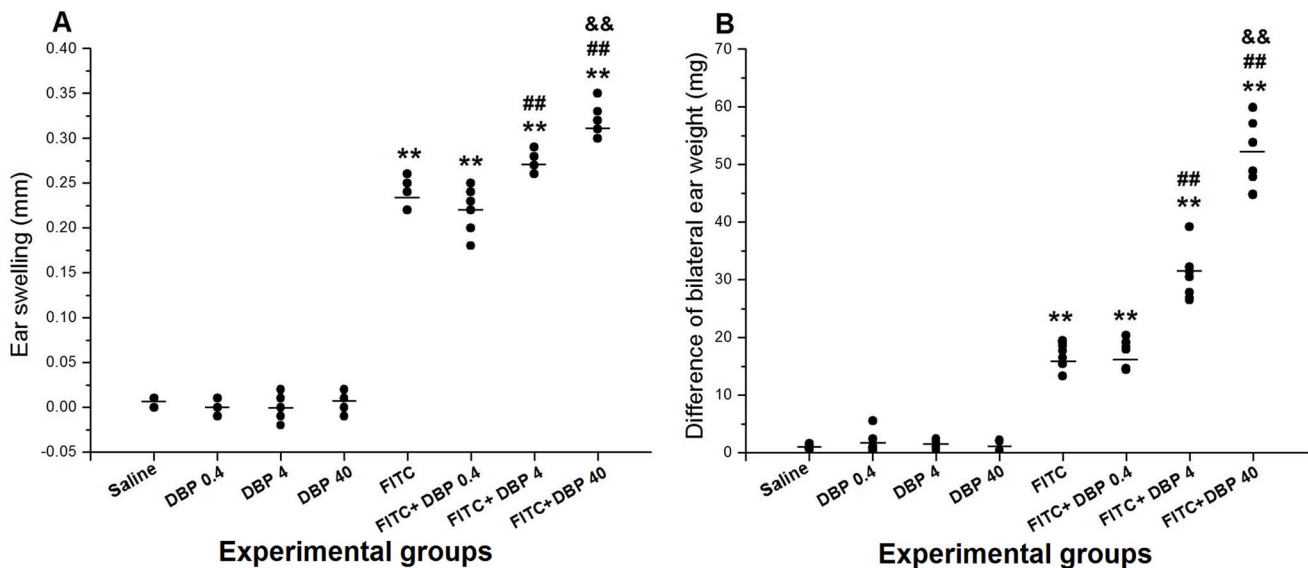 A
Ear swelling (mm)
0.40
0.35
0.30
0.25
0.20
0.15
0.10
0.05
0.00
-0.05
**
**
##
**
&&
##
**
Saline
DBP 0.4
DBP 4
DBP 40
FITC
FITC+ DBP 0.4
FITC+ DBP 4
FITC+ DBP 40
Experimental groups
B
Difference of bilateral ear weight (mg)
70
60
50
40
30
20
10
0
**
**
##
**
&&
##
**
Saline
DBP 0.4
DBP 4
DBP 40
FITC
FITC+ DBP 0.4
FITC + DBP 4
FITC+DBP 40
Experimental groups